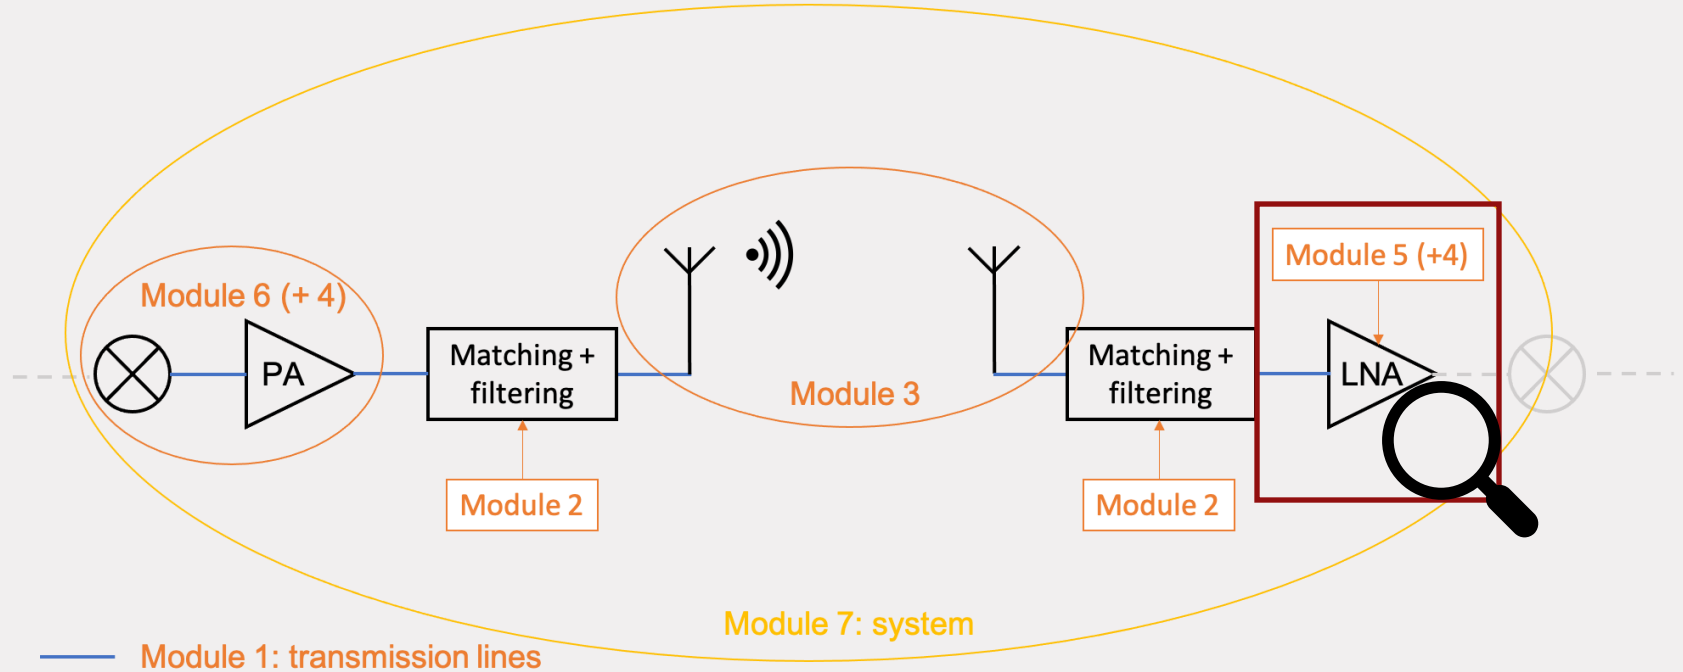 Module 5 (+4)
Module 6 (+ 4)
PA
Matching +
filtering
Module 3
Matching +
filtering
LNA
Module 2
Module 2
Module 7: system
Module 1: transmission lines